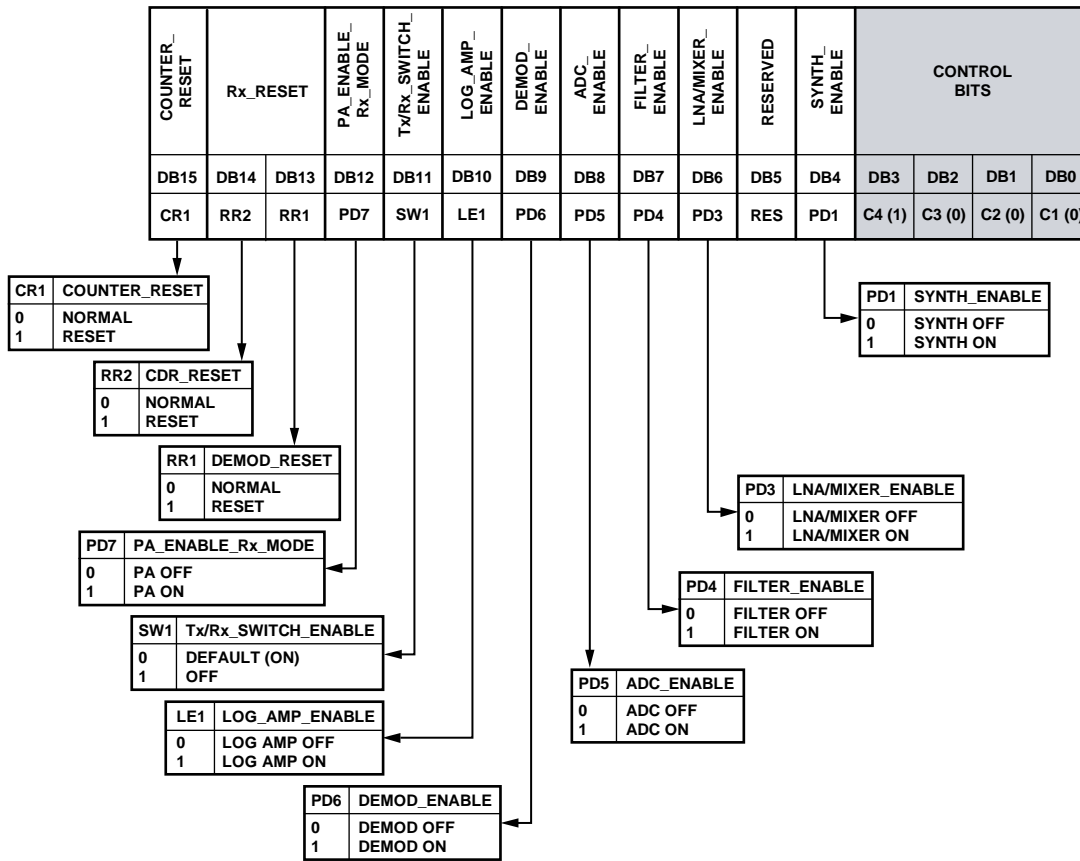 COUNTER_
RESET
Rx_RESET
PA_ENABLE_
Rx_MODE
Tx/Rx_SWITCH_
ENABLE
LOG_AMP_
ENABLE
DEMOD_
ENABLE
ADC_
ENABLE
FILTER_
ENABLE
LNA/MIXER_
ENABLE
RESERVED
SYNTH_
ENABLE
CONTROL
BITS
DB15 DB14 DB13 DB12 DB11 DB10 DB9 DB8 DB7 DB6 DB5 DB4 DB3 DB2 DB1 DB0
CR1 RR2 RR1 PD7 SW1 LE1 PD6 PD5 PD4 PD3 RES PD1 C4 (1) C3 (0) C2 (0) C1 (0)
CR1 COUNTER_RESET
0 NORMAL
1 RESET
PD1 SYNTH_ENABLE
0 SYNTH OFF
1 SYNTH ON
RR2 CDR_RESET
0 NORMAL
1 RESET
RR1 DEMOD_RESET
0 NORMAL
1 RESET
PD3 LNA/MIXER_ENABLE
0 LNA/MIXER OFF
1 LNA/MIXER ON
PD7 PA_ENABLE_Rx_MODE
0 PA OFF
1 PA ON
PD4 FILTER_ENABLE
0 FILTER OFF
1 FILTER ON
SW1 Tx/Rx_SWITCH_ENABLE
0 DEFAULT (ON)
1 OFF
PD5 ADC_ENABLE
0 ADC OFF
1 ADC ON
LE1 LOG_AMP_ENABLE
0 LOG AMP OFF
1 LOG AMP ON
PD6 DEMOD_ENABLE
0 DEMOD OFF
1 DEMOD ON